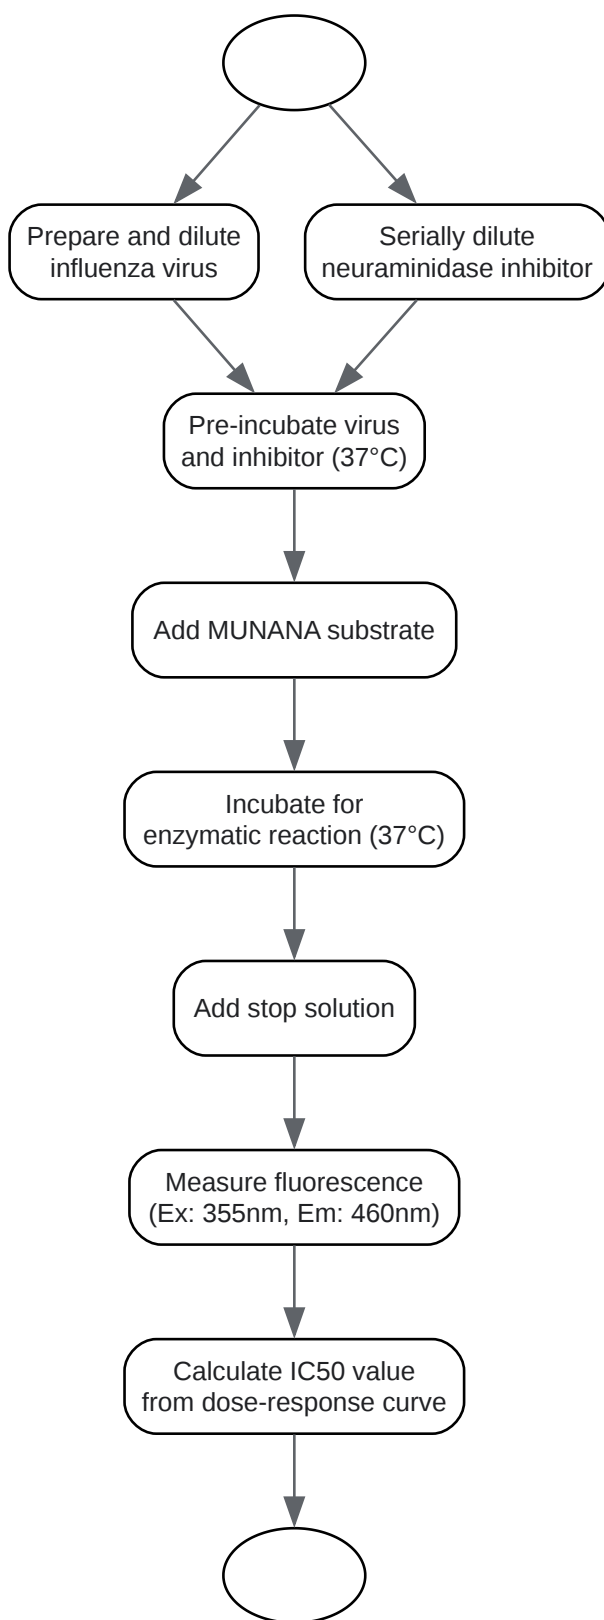 Prepare and dilute
influenza virus
Serially dilute
neuraminidase inhibitor
Pre-incubate virus
and inhibitor (37°C)
Add MUNANA substrate
Incubate for
enzymatic reaction (37°C)
Add stop solution
Measure fluorescence
(Ex: 355nm, Em: 460nm)
Calculate IC50 value
from dose-response curve